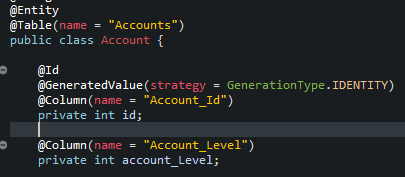 @Entity
@Table(name = "Accounts")
public class Account {
@Id
@GeneratedValue(strategy = GenerationType.IDENTITY)
@Column(name = "Account_Id")
private int id;
@Column(name = "Account_Level")
private int account_Level;